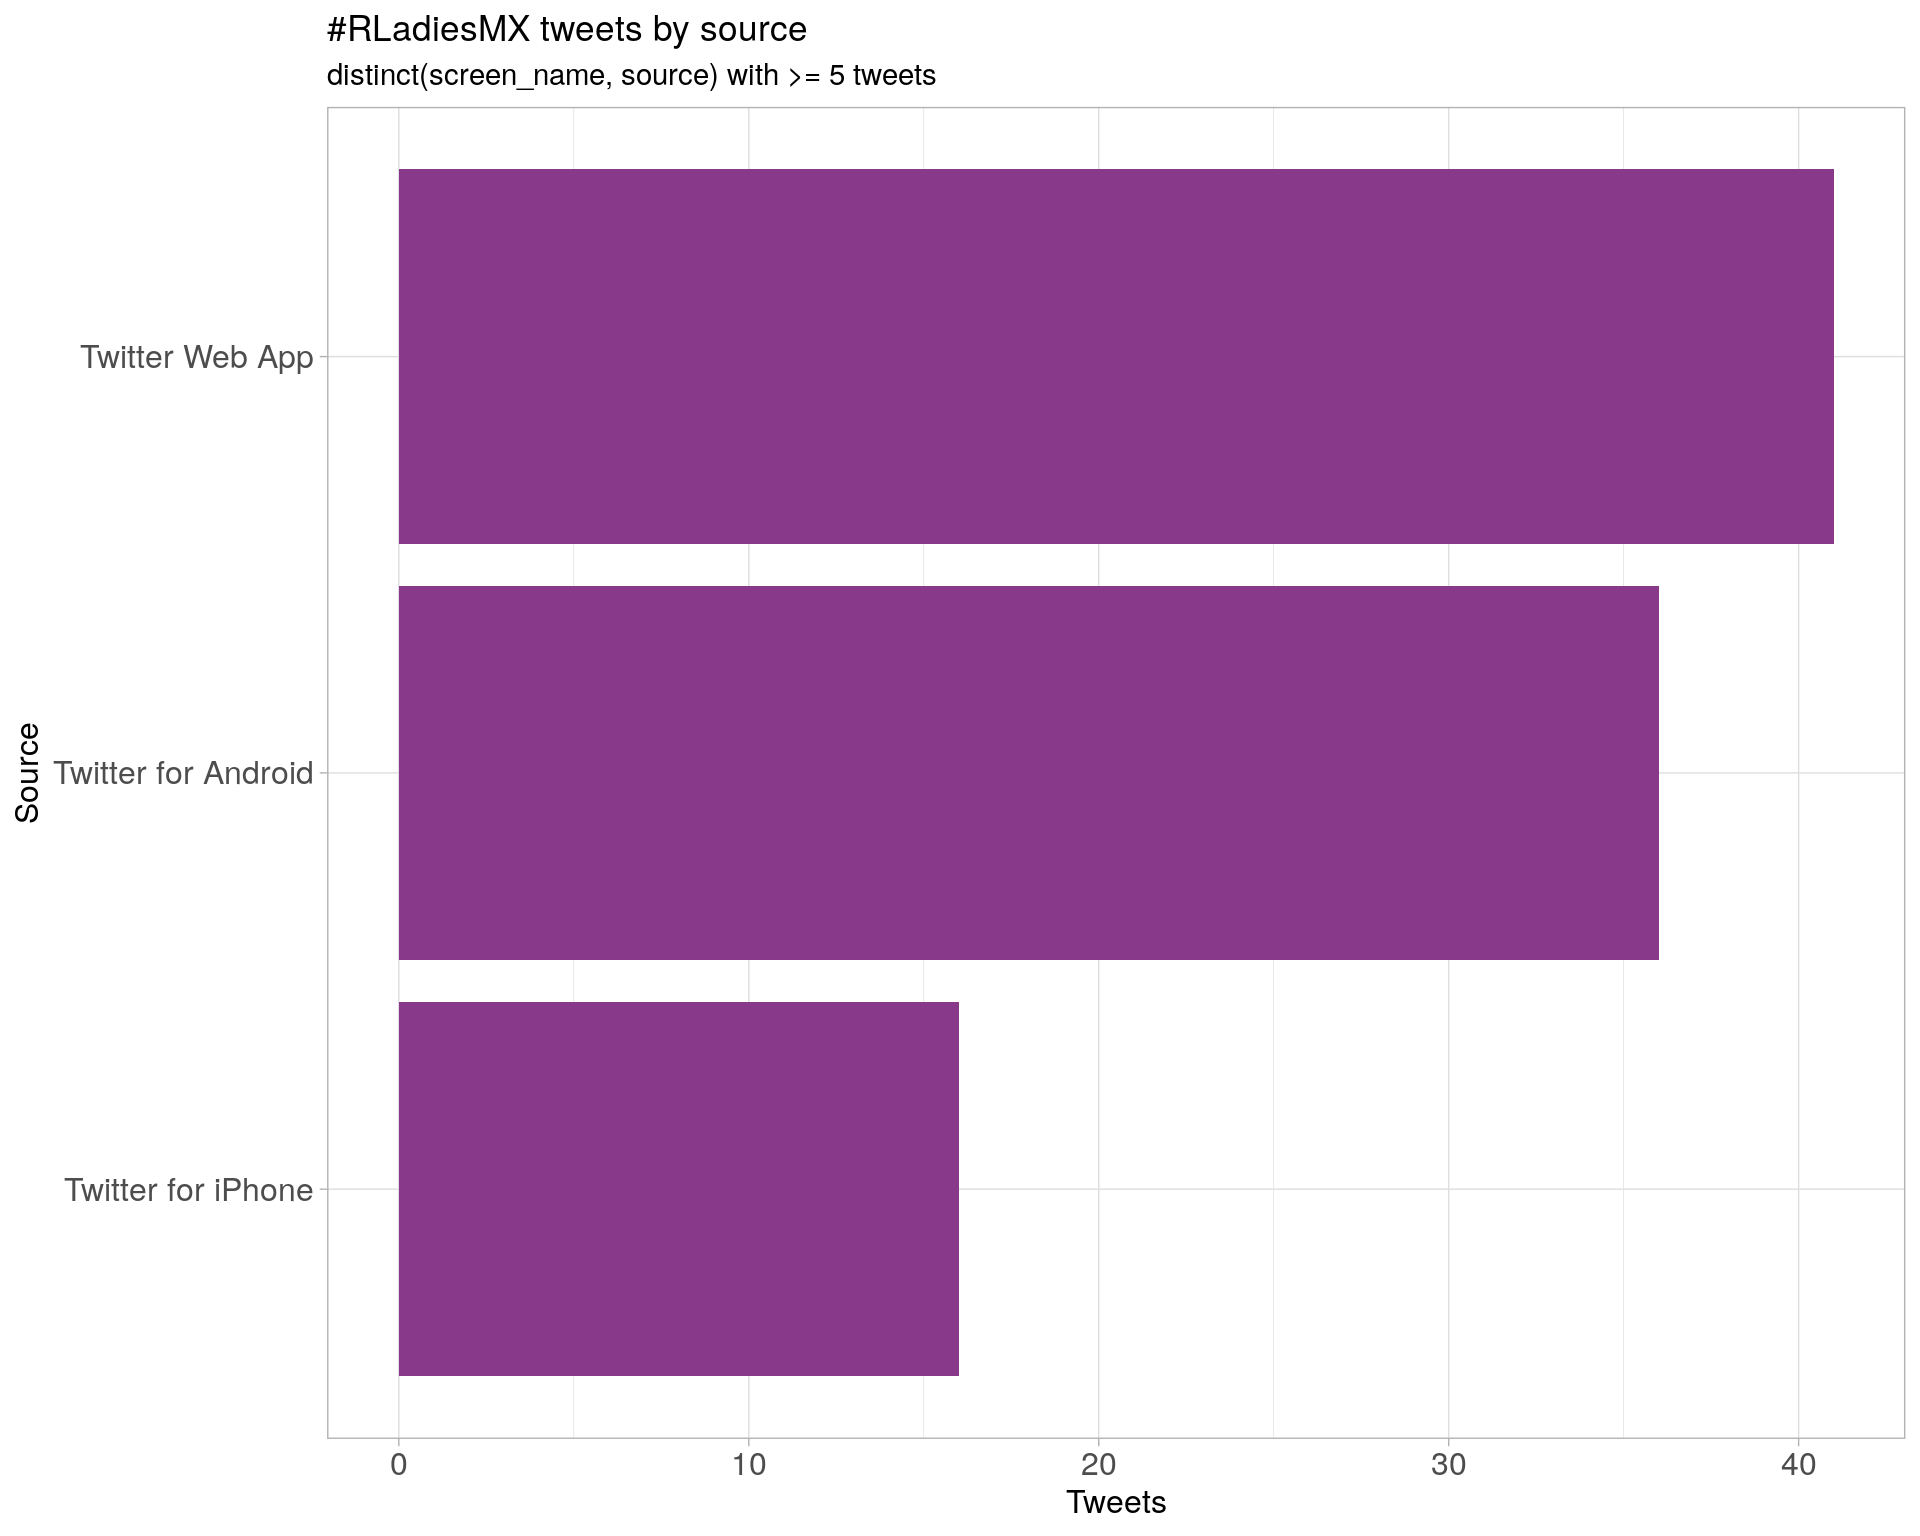 #RLadiesMX tweets by source
distinct(screen_name, source) with >= 5 tweets
Source
Twitter Web App
Twitter for Android
Twitter for iPhone
0 10 20 30 40
Tweets